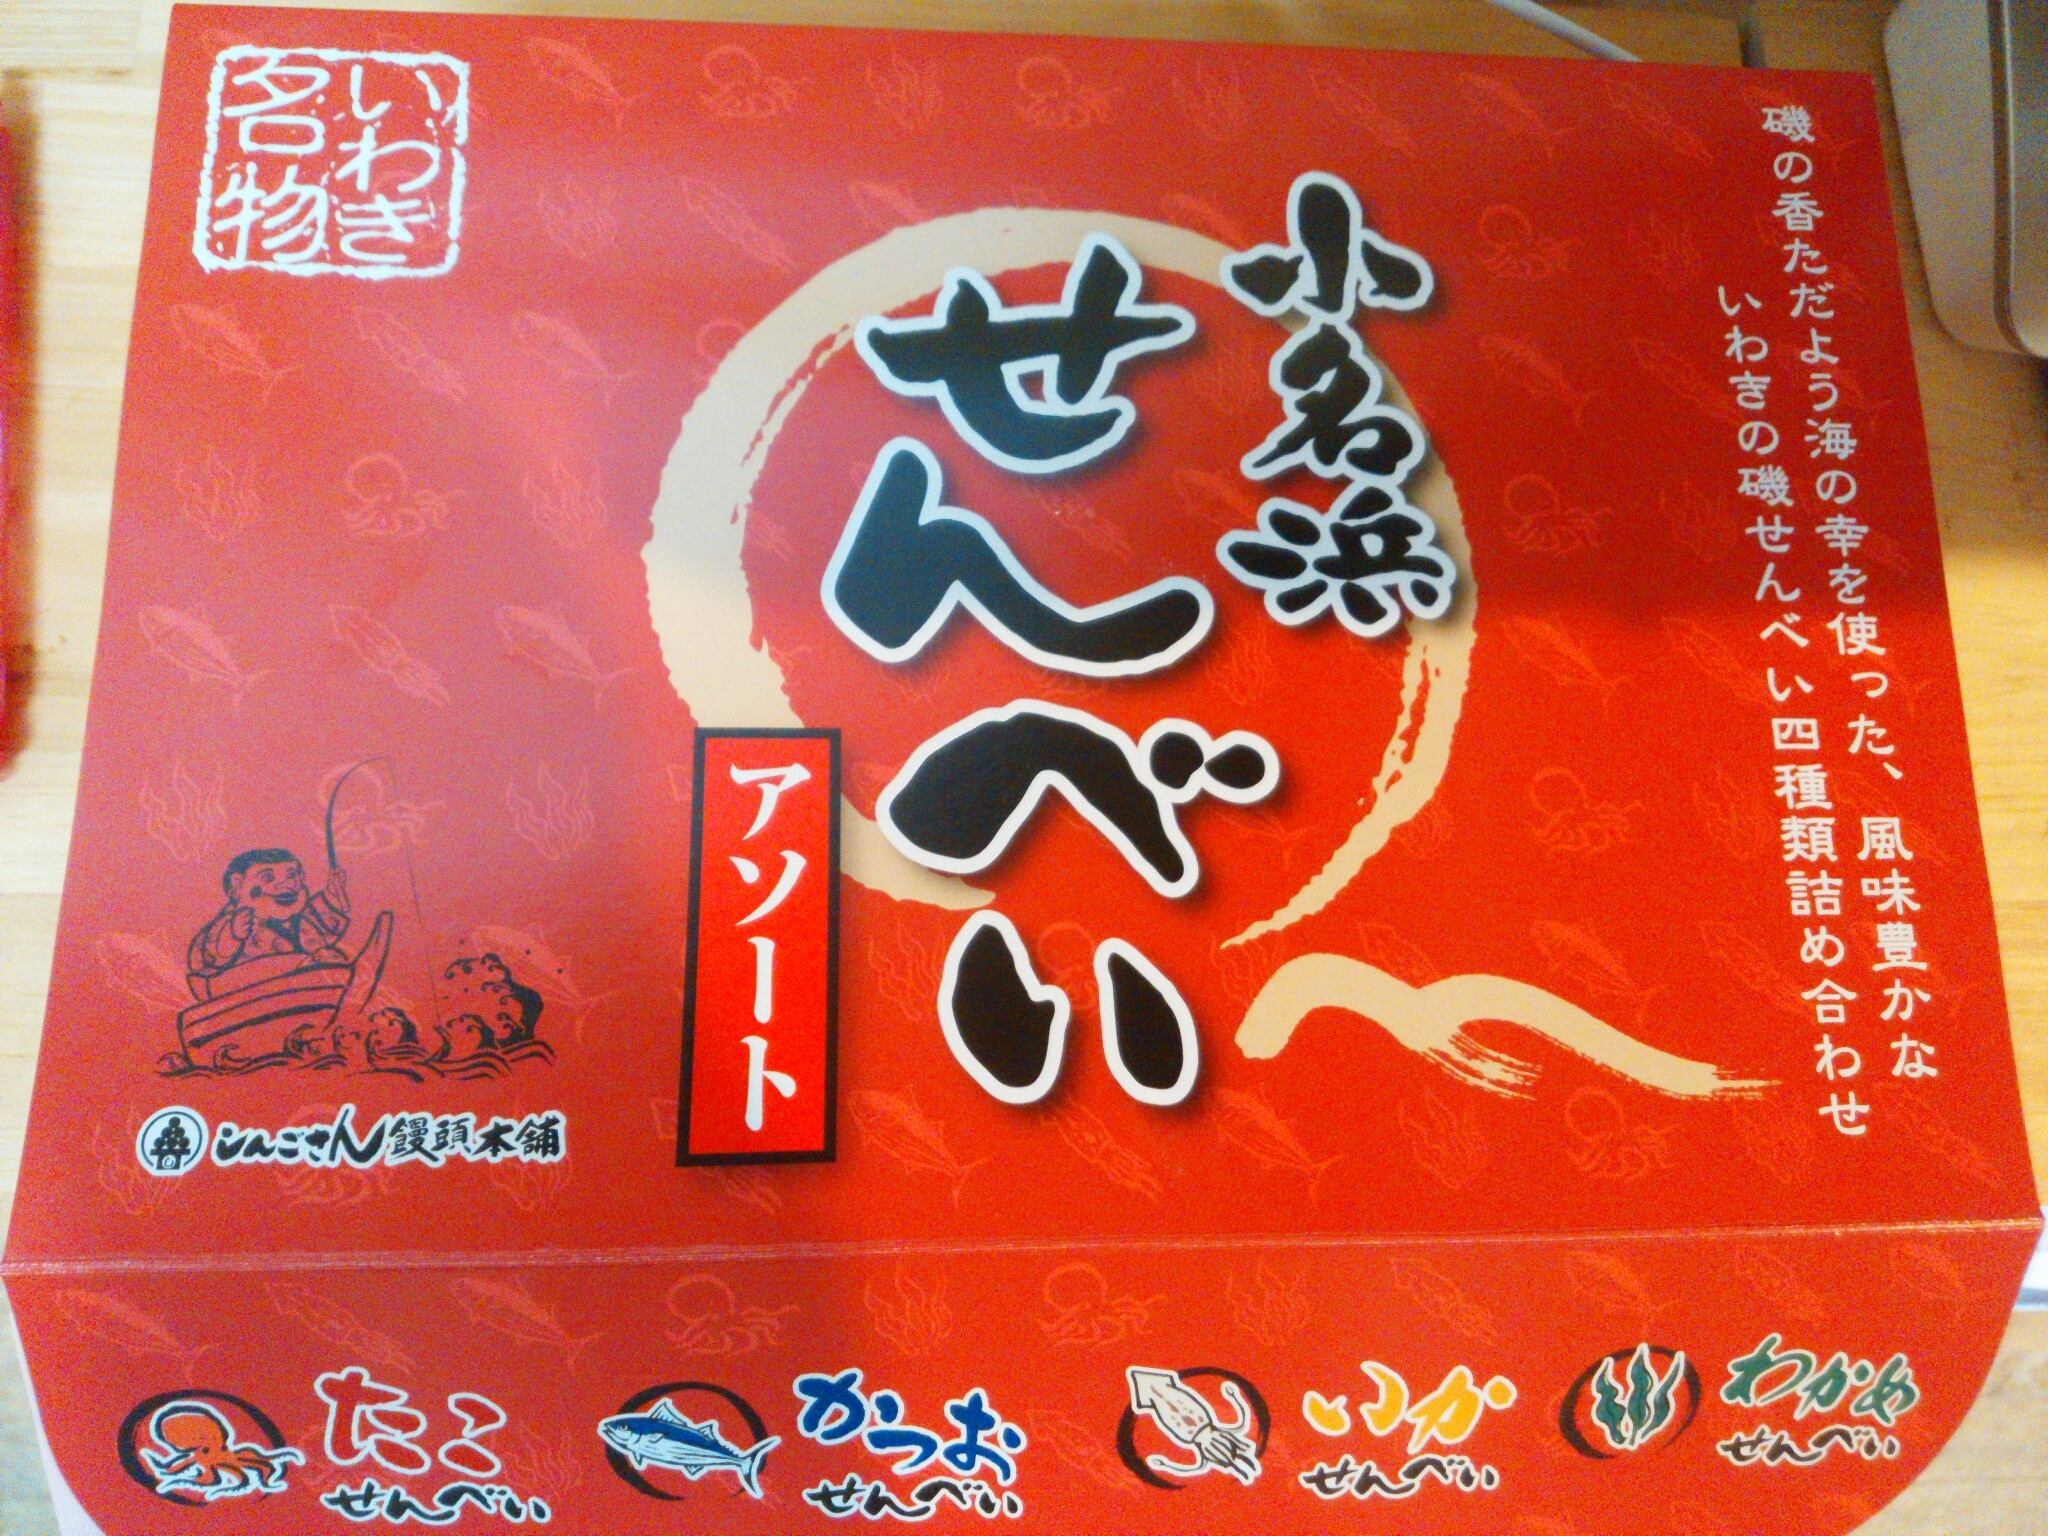 磯の香ただよう海の幸を使った、風味豊かな
いわきの磯せんべい四種類詰め合わせ
小名浜
せんべい
アソート
いわき
名物
しんごさん饅頭本舗
たこ
せんべい
かつお
せんべい
いか
せんべい
わかめ
せんべい